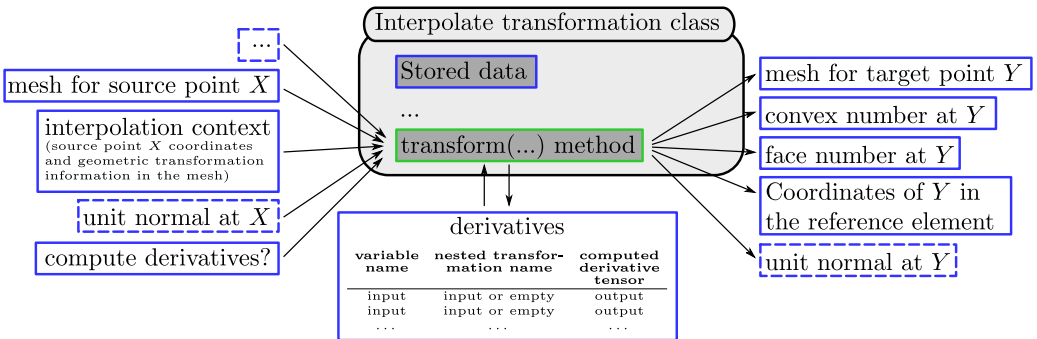 Interpolate transformation class
Stored data
...
transform(...) method
...
mesh for source point X
interpolation context
(source point X coordinates
and geometric transformation
information in the mesh)
unit normal at X
compute derivatives?
mesh for target point Y
convex number at Y
face number at Y
Coordinates of Y in
the reference element
unit normal at Y
derivatives
variable name nested transfor-mation name computed derivative tensor
input input or empty output
input input or empty output
... ... ...